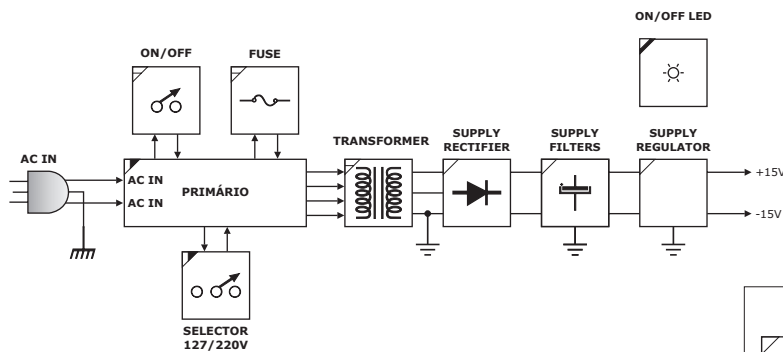 ON/OFF LED
ON/OFF
FUSE
TRANSFORMER
SUPPLY
RECTIFIER
SUPPLY
FILTERS
SUPPLY
REGULATOR
AC IN
AC IN
AC IN
PRIMÁRIO
+15V
-15V
SELECTOR
127/220V